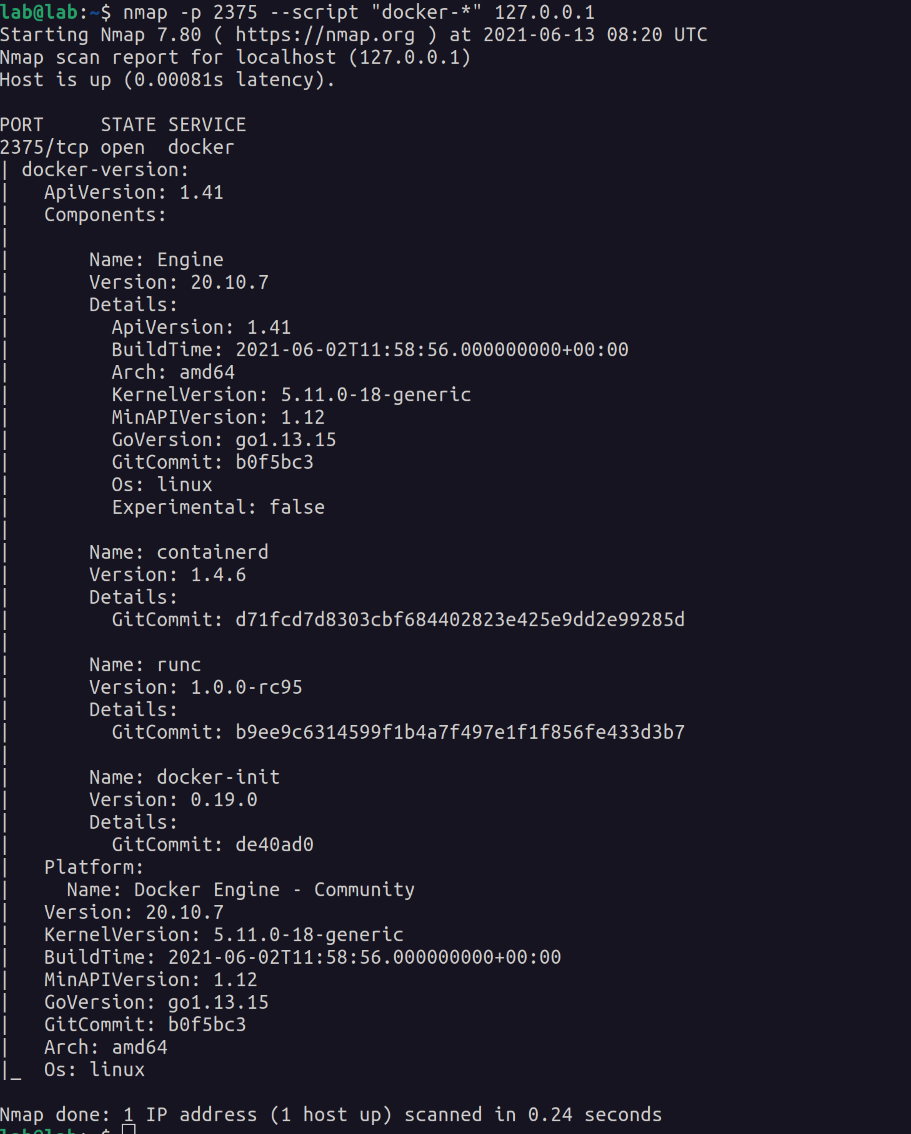 lab@lab:~$ nmap -p 2375 --script "docker-*" 127.0.0.1
Starting Nmap 7.80 ( https://nmap.org ) at 2021-06-13 08:20 UTC
Nmap scan report for localhost (127.0.0.1)
Host is up (0.00081s latency).

PORT     STATE SERVICE
2375/tcp open  docker
| docker-version:
|   ApiVersion: 1.41
|   Components:
|
|       Name: Engine
|       Version: 20.10.7
|       Details:
|         ApiVersion: 1.41
|         BuildTime: 2021-06-02T11:58:56.000000000+00:00
|         Arch: amd64
|         KernelVersion: 5.11.0-18-generic
|         MinAPIVersion: 1.12
|         GoVersion: go1.13.15
|         GitCommit: b0f5bc3
|         Os: linux
|         Experimental: false
|
|       Name: containerd
|       Version: 1.4.6
|       Details:
|         GitCommit: d71fcd7d8303cbf684402823e425e9dd2e99285d
|
|       Name: runc
|       Version: 1.0.0-rc95
|       Details:
|         GitCommit: b9ee9c6314599f1b4a7f497e1f1f856fe433d3b7
|
|       Name: docker-init
|       Version: 0.19.0
|       Details:
|         GitCommit: de40ad0
|   Platform:
|     Name: Docker Engine - Community
|   Version: 20.10.7
|   KernelVersion: 5.11.0-18-generic
|   BuildTime: 2021-06-02T11:58:56.000000000+00:00
|   MinAPIVersion: 1.12
|   GoVersion: go1.13.15
|   GitCommit: b0f5bc3
|   Arch: amd64
|_  Os: linux

Nmap done: 1 IP address (1 host up) scanned in 0.24 seconds
lab@lab:~$